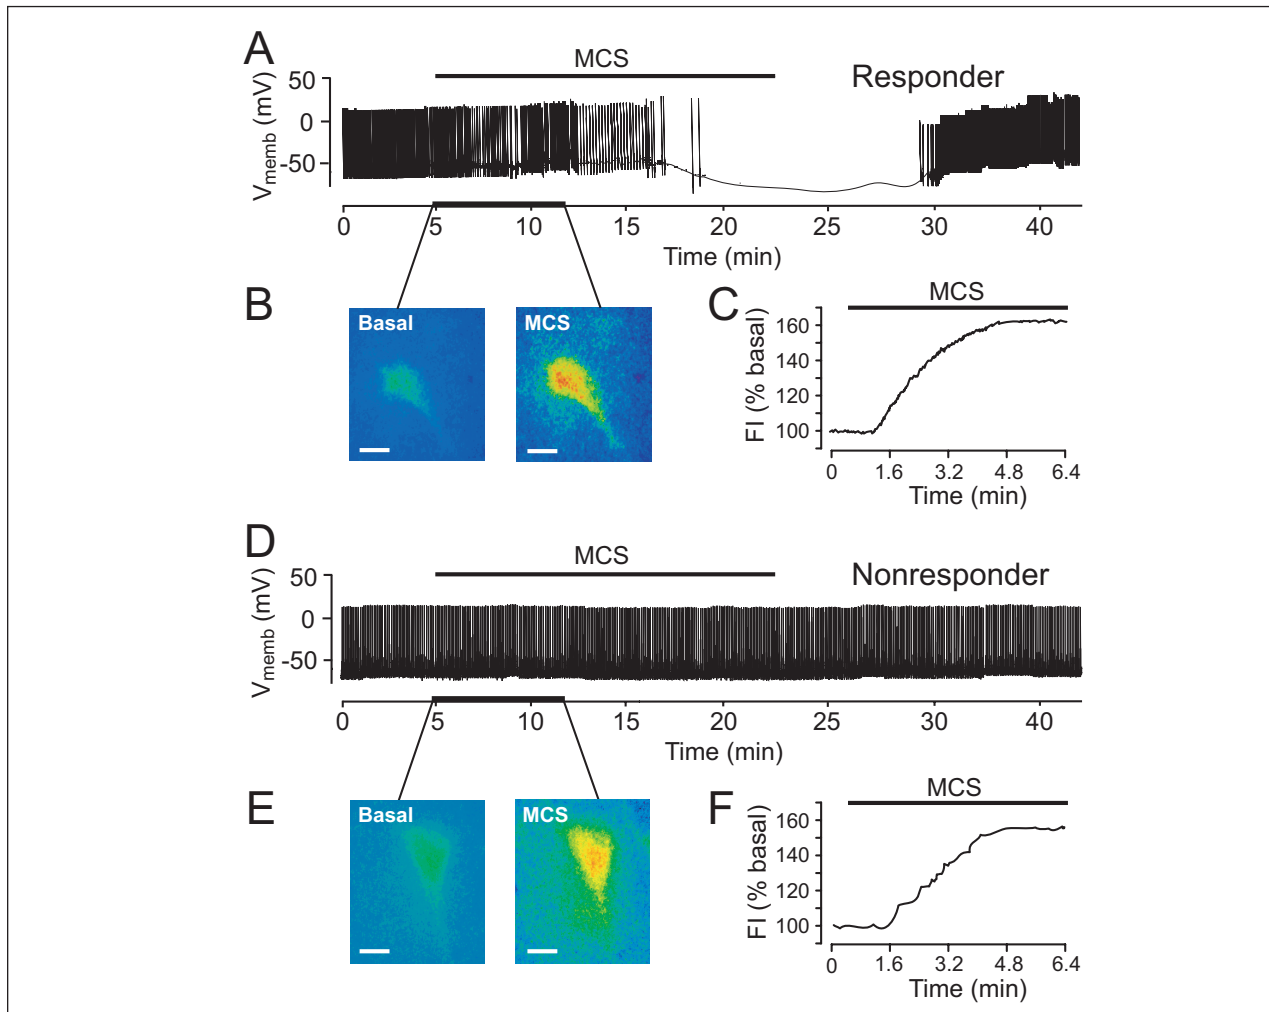 A
MCS
Responder
V_memb (mV)
50
0
-50
0 5 10 15 20 25 30 40
Time (min)
B
Basal
MCS
C
MCS
FI (% basal)
160
140
120
100
0 1.6 3.2 4.8 6.4
Time (min)
D
MCS
Nonresponder
V_memb (mV)
50
0
-50
0 5 10 15 20 25 30 40
Time (min)
E
Basal
MCS
F
MCS
FI (% basal)
160
140
120
100
0 1.6 3.2 4.8 6.4
Time (min)